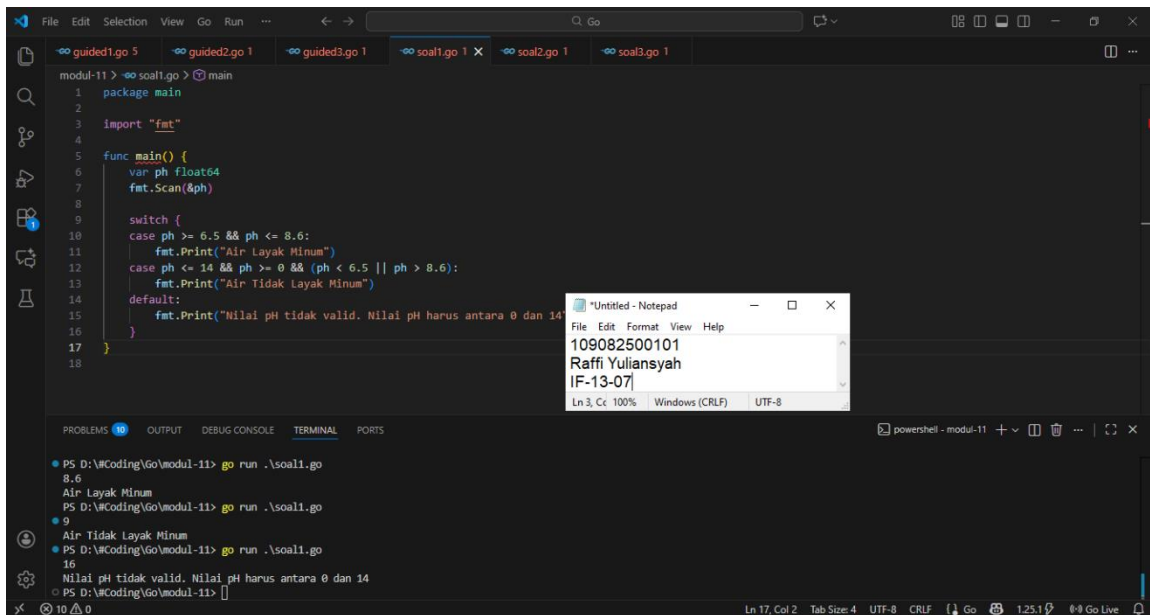 File Edit Selection View Go Run ... Go
guided1.go 5 guided2.go 1 guided3.go 1 soal1.go 1 soal2.go 1 soal3.go 1
modul-11 > soal1.go > main
1 package main
2
3 import "fmt"
4
5 func main() {
6 var ph float64
7 fmt.Scan(&ph)
8
9 switch {
10 case ph >= 6.5 && ph <= 8.6:
11 fmt.Print("Air Layak Minum")
12 case ph <= 14 && ph >= 0 && (ph < 6.5 || ph > 8.6):
13 fmt.Print("Air Tidak Layak Minum")
14 default:
15 fmt.Print("Nilai pH tidak valid. Nilai pH harus antara 0 dan 14"
16 }
17 }
18
*Untitled - Notepad
File Edit Format View Help
109082500101
Raffi Yuliansyah
IF-13-07
Ln 3, Cc 100% Windows (CRLF) UTF-8
PROBLEMS 10 OUTPUT DEBUG CONSOLE TERMINAL PORTS powershell - modul-11
PS D:\#Coding\Go\modul-11> go run .\soal1.go
8.6
Air Layak Minum
PS D:\#Coding\Go\modul-11> go run .\soal1.go
9
Air Tidak Layak Minum
PS D:\#Coding\Go\modul-11> go run .\soal1.go
16
Nilai pH tidak valid. Nilai pH harus antara 0 dan 14
PS D:\#Coding\Go\modul-11>
10 0 Ln 17, Col 2 Tab Size: 4 UTF-8 CRLF Go 1.25.1 Go Live